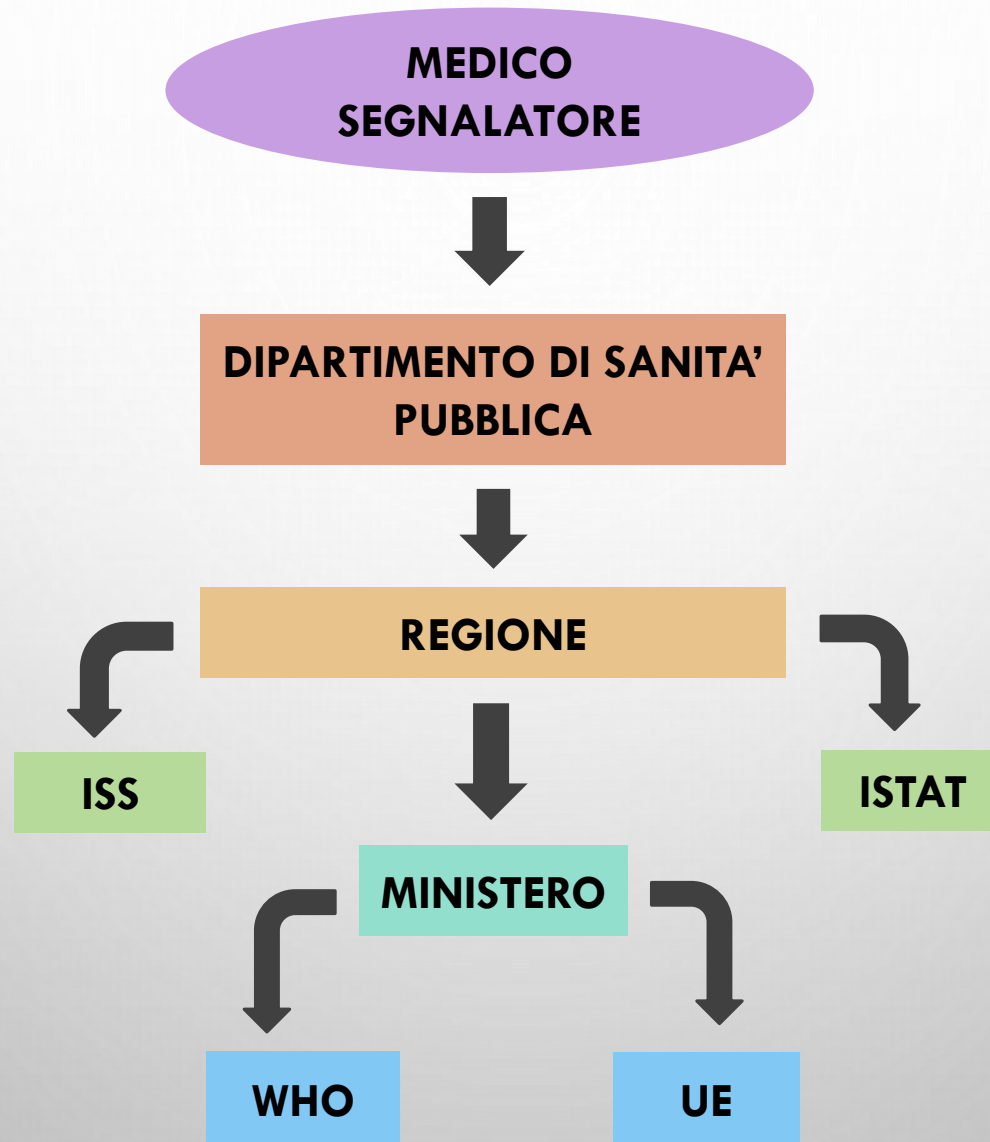 MEDICO
SEGNALATORE
DIPARTIMENTO DI SANITA’
PUBBLICA
REGIONE
ISS
ISTAT
MINISTERO
WHO
UE